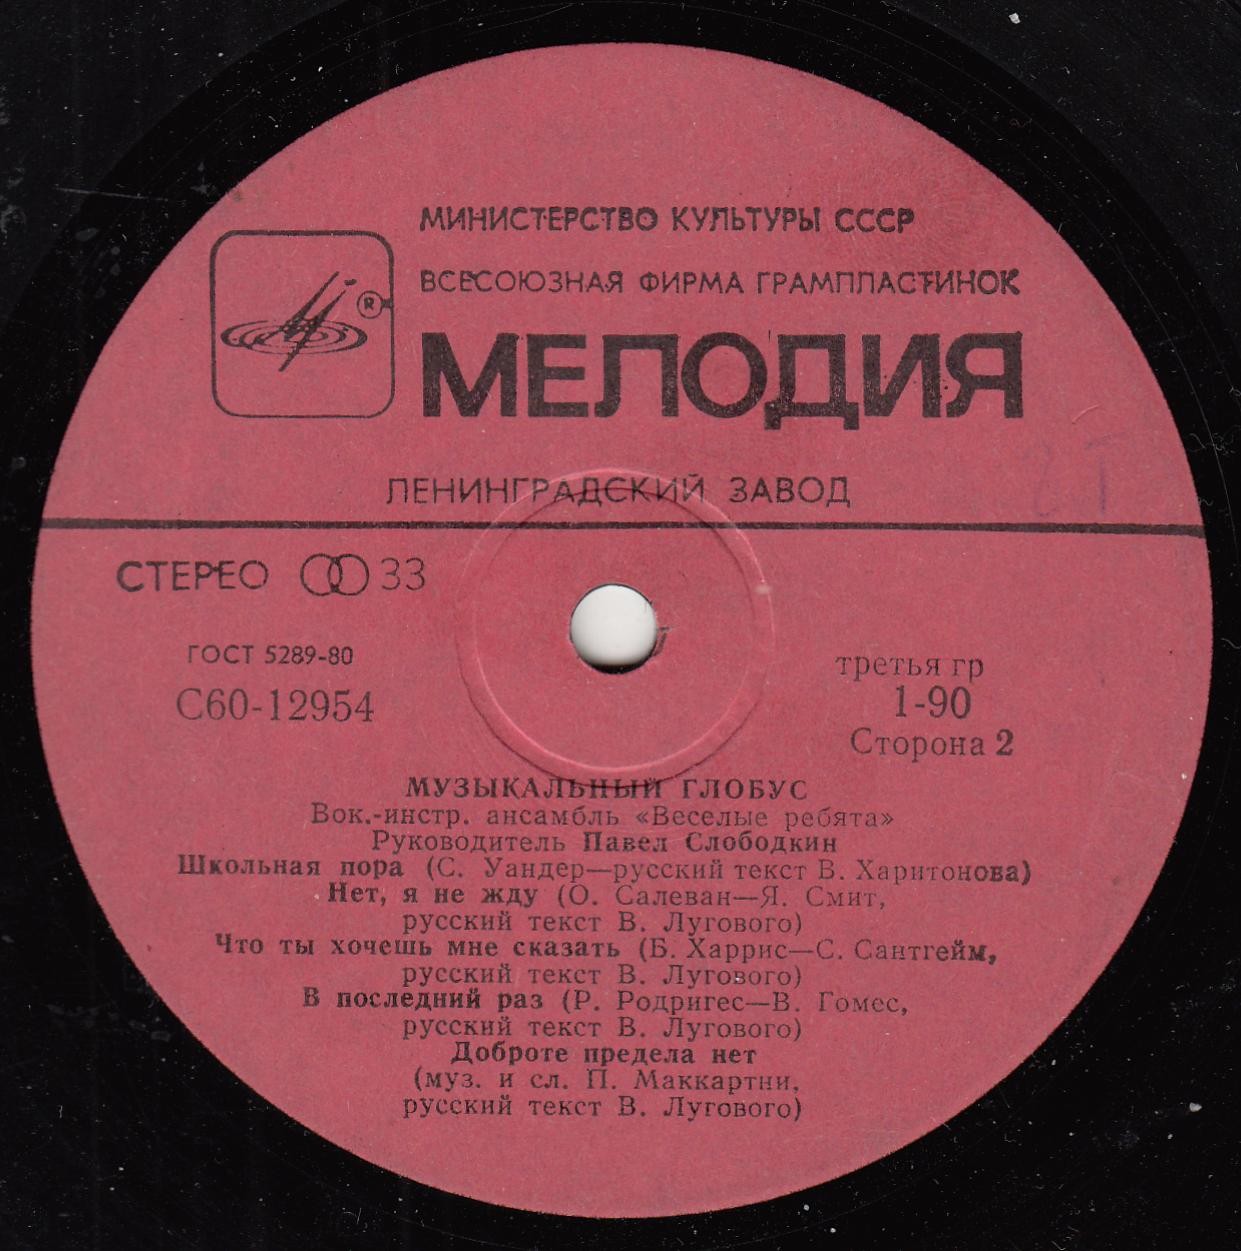 МИНИСТЕРСТВО КУЛЬТУРЫ СССР
ВСЕСОЮЗНАЯ ФИРМА ГРАМПЛАСТИНОК
®
МЕЛОДИЯ
ЛЕНИНГРАДСКИЙ ЗАВОД
СТЕРЕО 33
ГОСТ 5289-80
С60-12954
третья гр
1-90
Сторона 2
МУЗЫКАЛЬНЫЙ ГЛОБУС
Вок.-инстр. ансамбль «Веселые ребята»
Руководитель Павел Слободкин
Школьная пора (С. Уандер—русский текст В. Харитонова)
Нет, я не жду (О. Салеван—Я. Смит,
русский текст В. Лугового)
Что ты хочешь мне сказать (Б. Харрис—С. Сантгейм,
русский текст В. Лугового)
В последний раз (Р. Родригес—В. Гомес,
русский текст В. Лугового)
Доброте предела нет
(муз. и сл. П. Маккартни,
русский текст В. Лугового)